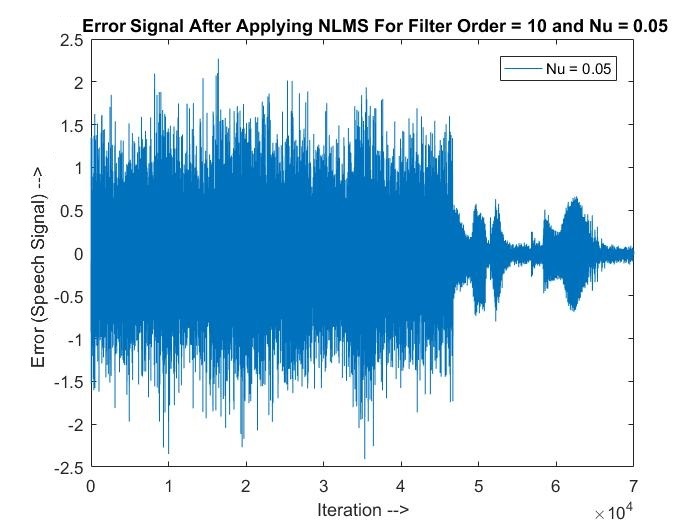 Error Signal After Applying NLMS For Filter Order = 10 and Nu = 0.05
2.5
Nu = 0.05
2
1.5
1
0.5
0
-0.5
-1
-1.5
-2
-2.5
Error (Speech Signal) -->
0 1 2 3 4 5 6 7
Iteration -->
×10^4